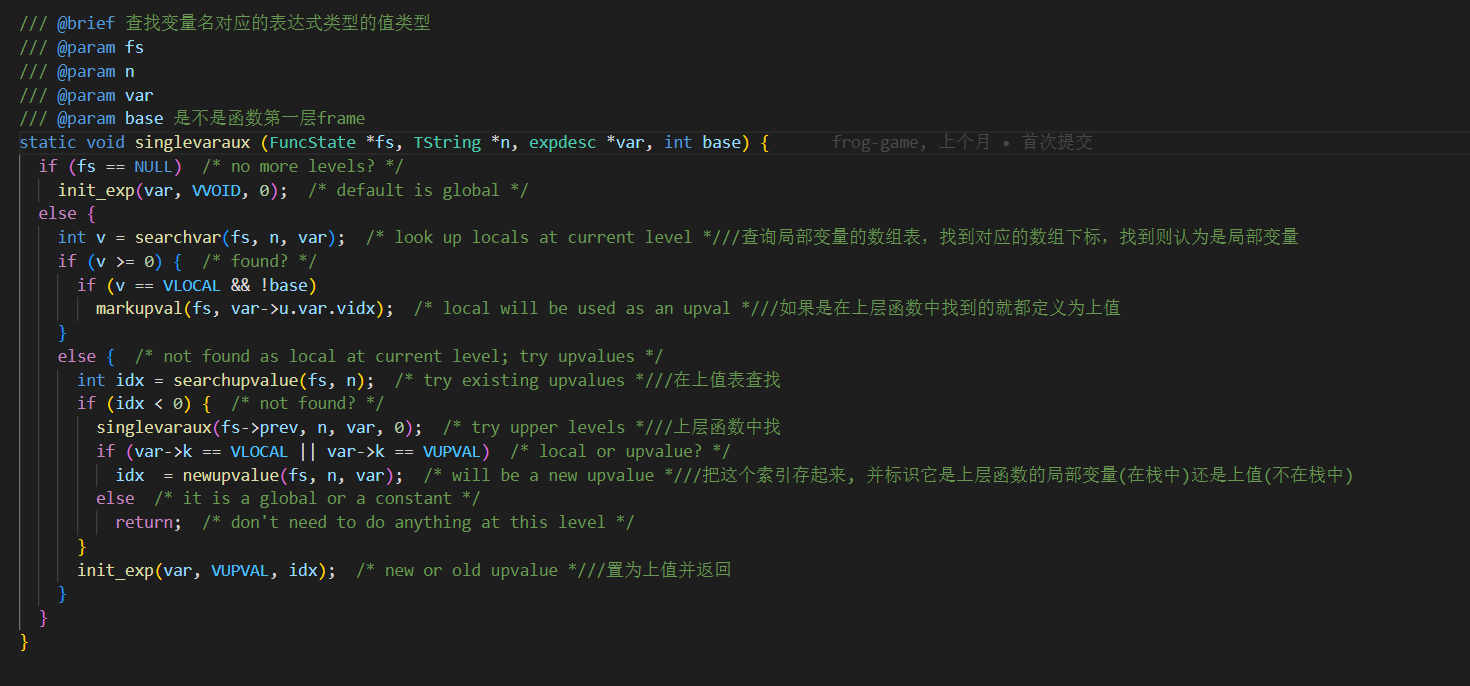 /// @brief 查找变量名对应的表达式类型的值类型
/// @param fs
/// @param n
/// @param var
/// @param base 是不是函数第一层frame
static void singlevaraux (FuncState *fs, TString *n, expdesc *var, int base) {    frog-game, 上个月 • 首次提交
  if (fs == NULL)  /* no more levels? */
    init_exp(var, VVOID, 0);  /* default is global */
  else {
    int v = searchvar(fs, n, var);  /* look up locals at current level *///查询局部变量的数组表，找到对应的数组下标，找到则认为是局部变量
    if (v >= 0) {  /* found? */
      if (v == VLOCAL && !base)
        markupval(fs, var->u.var.vidx);  /* local will be used as an upval *///如果是在上层函数中找到的就都定义为上值
    }
    else {  /* not found as local at current level; try upvalues */
      int idx = searchupvalue(fs, n);  /* try existing upvalues *///在上值表查找
      if (idx < 0) {  /* not found? */
        singlevaraux(fs->prev, n, var, 0);  /* try upper levels *///上层函数中找
        if (var->k == VLOCAL || var->k == VUPVAL)  /* local or upvalue? */
          idx  = newupvalue(fs, n, var);  /* will be a new upvalue *///把这个索引存起来, 并标识它是上层函数的局部变量(在栈中)还是上值(不在栈中)
        else  /* it is a global or a constant */
          return;  /* don't need to do anything at this level */
      }
      init_exp(var, VUPVAL, idx);  /* new or old upvalue *///置为上值并返回
    }
  }
}